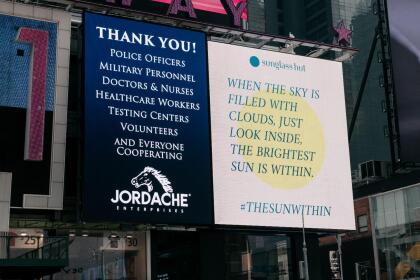 THANK YOU!
POLICE OFFICERS
MILITARY PERSONNEL
DOCTORS & NURSES
HEALTHCARE WORKERS
TESTING CENTERS
VOLUNTEERS
AND EVERYONE
COOPERATING
JORDACHE
ENTERPRISES
sunglass hut
WHEN THE SKY IS
FILLED WITH
CLOUDS, JUST
LOOK INSIDE,
THE BRIGHTEST
SUN IS WITHIN.
#THESUNWITHIN